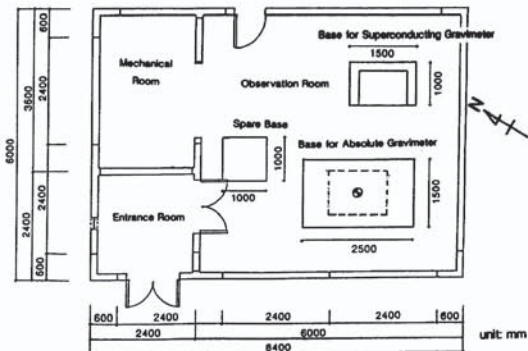 Base for Superconducting Gravimeter
1500
1000
Mechanical
Room
Observation Room
N
Spare Base
1000
1000
Base for Absolute Gravimeter
1500
2500
Entrance Room
600
2400
3600
6000
2400
2400
600
600
2400
2400
2400
600
2400
6000
8400
unit: mm